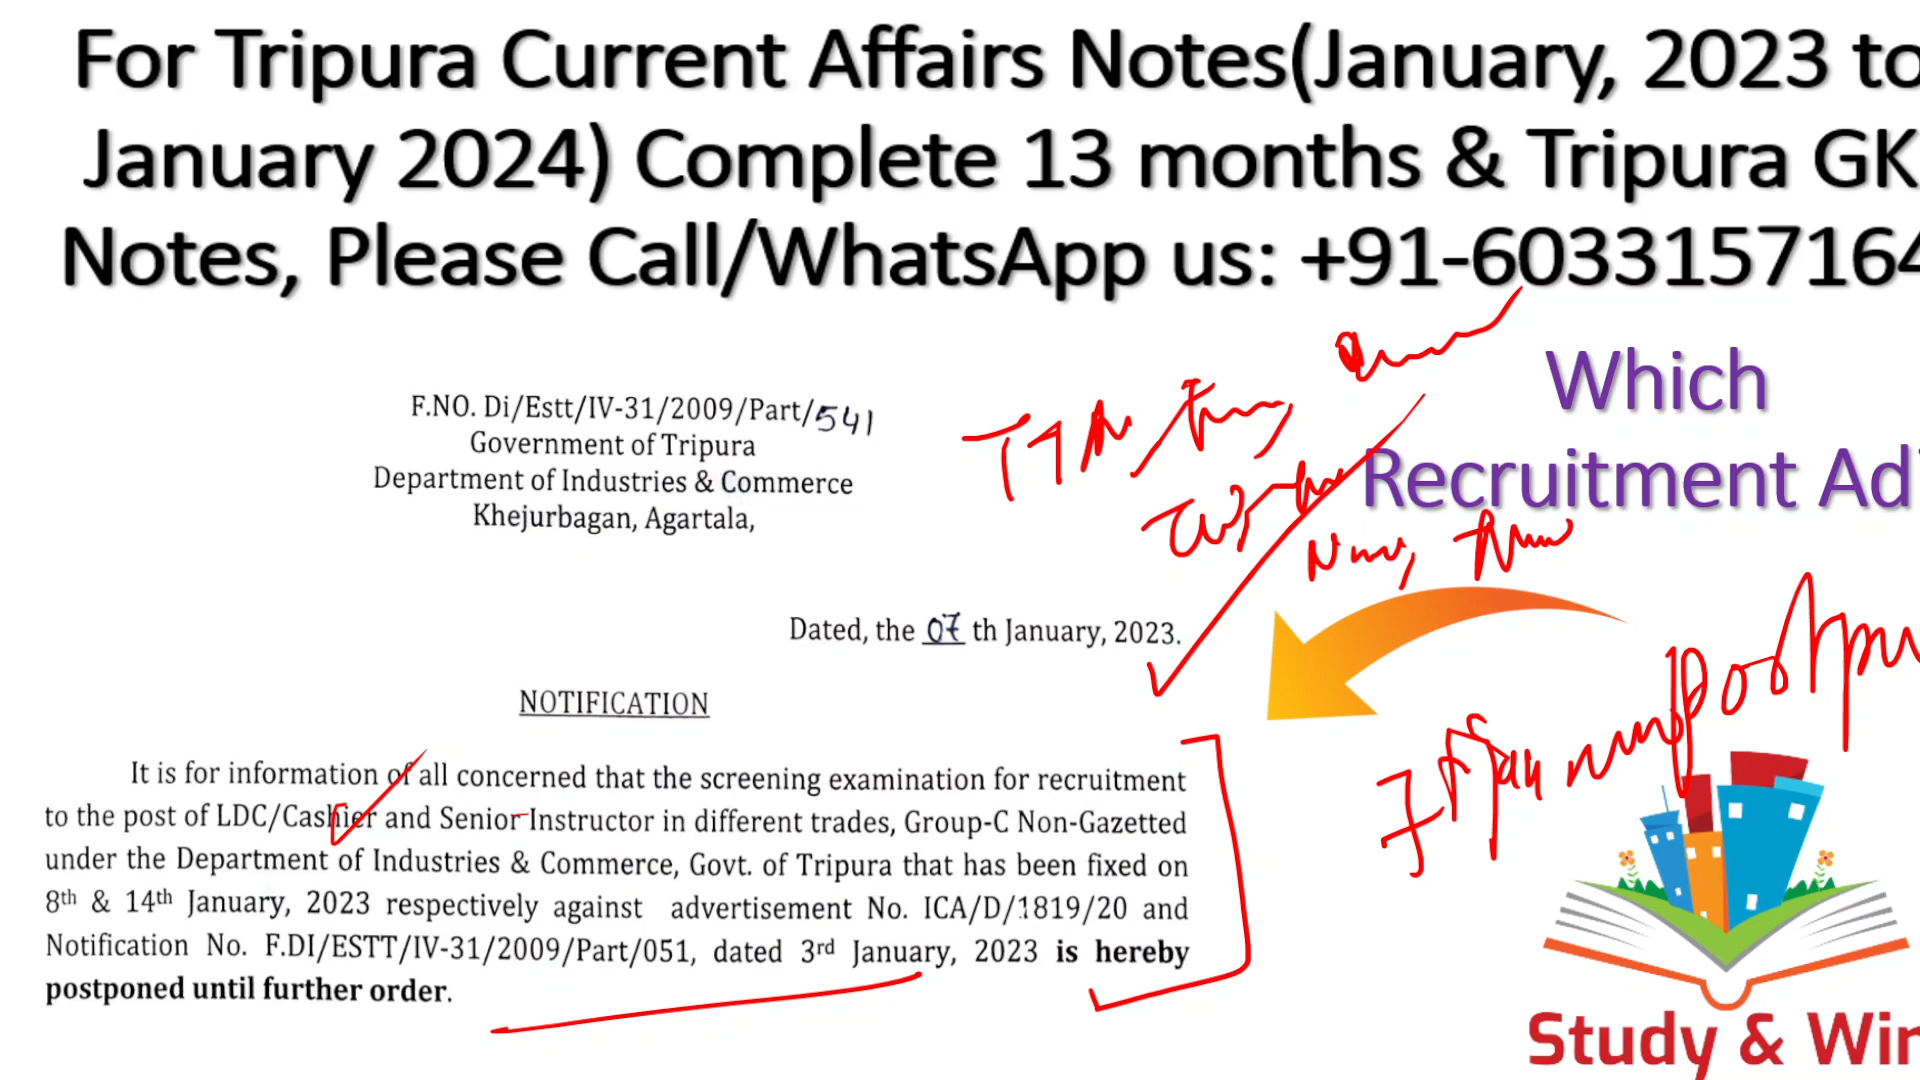 For Tripura Current Affairs Notes(January, 2023 to
January 2024) Complete 13 months & Tripura GK
Notes, Please Call/WhatsApp us: +91-6033157164
F.NO. Di/Estt/IV-31/2009/Part/541
Government of Tripura
Department of Industries & Commerce
Khejurbagan, Agartala,
Which
Recruitment Ad
Dated, the 07 th January, 2023.
NOTIFICATION
It is for information of all concerned that the screening examination for recruitment
to the post of LDC/Cashier and Senior Instructor in different trades, Group-C Non-Gazetted
under the Department of Industries & Commerce, Govt. of Tripura that has been fixed on
8th & 14th January, 2023 respectively against advertisement No. ICA/D/1819/20 and
Notification No. F.DI/ESTT/IV-31/2009/Part/051, dated 3rd January, 2023 is hereby
postponed until further order.
Study & Win